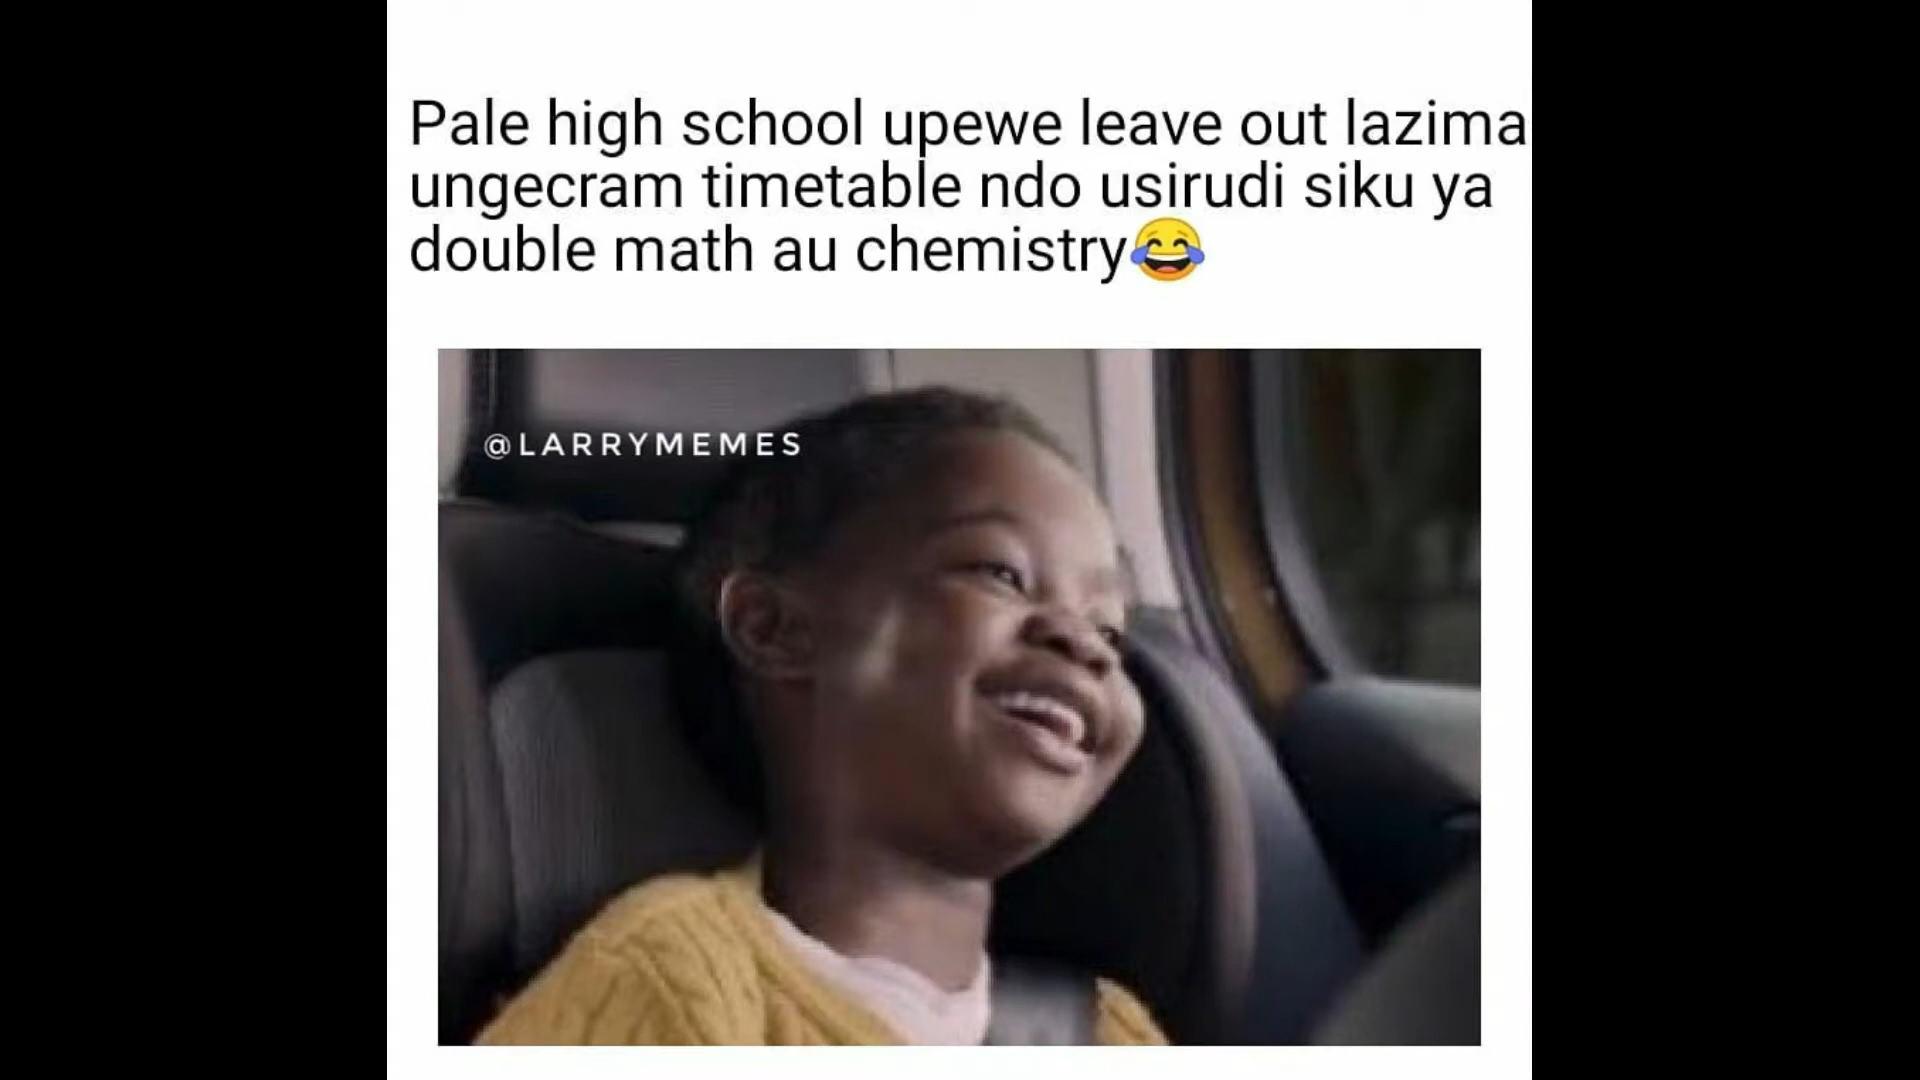 Pale high school upewe leave out lazima
ungecram timetable ndo usirudi siku ya
double math au chemistry😂
@LARRYMEMES